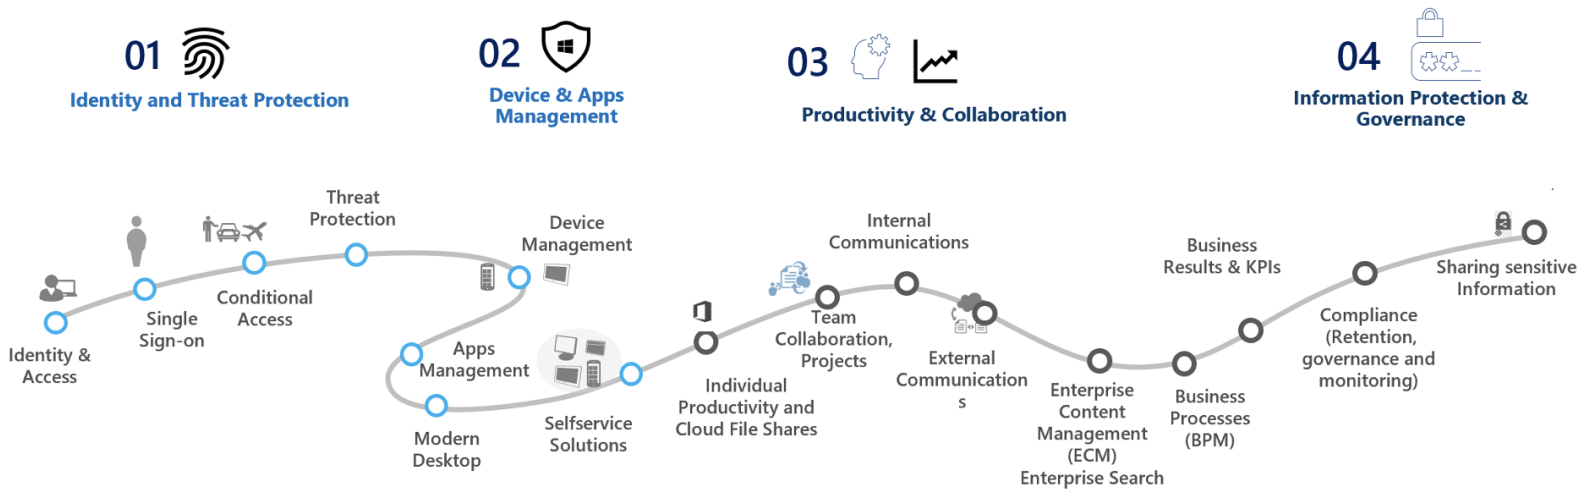 01
Identity and Threat Protection
02
Device & Apps
Management
03
Productivity & Collaboration
04
Information Protection &
Governance
Identity &
Access
Single
Sign-on
Conditional
Access
Threat
Protection
Device
Management
Apps
Management
Modern
Desktop
Selfservice
Solutions
Individual
Productivity and
Cloud File Shares
Team
Collaboration,
Projects
Internal
Communications
External
Communication
s
Enterprise
Content
Management
(ECM)
Enterprise Search
Business
Processes
(BPM)
Business
Results & KPIs
Compliance
(Retention,
governance and
monitoring)
Sharing sensitive
Information